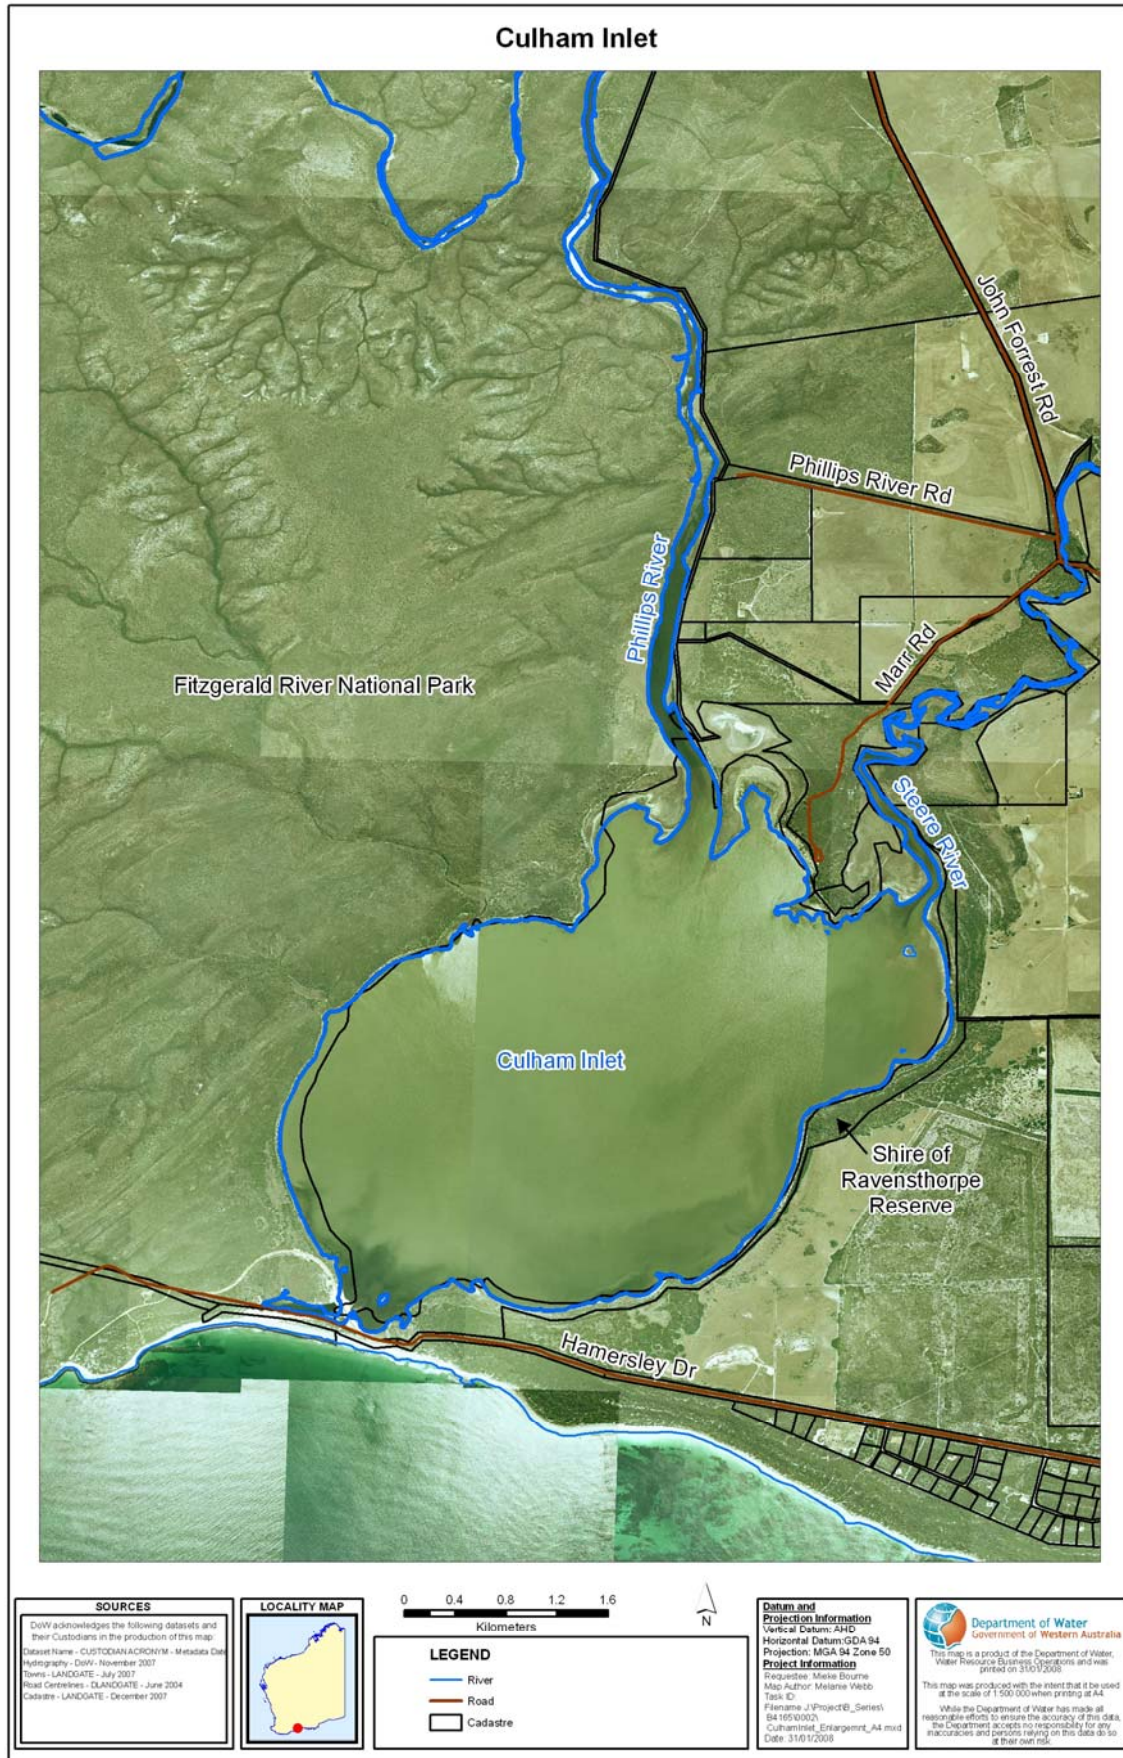 Culham Inlet
John Forrest Rd
Phillips River Rd
Phillips River
Marr Rd
Fitzgerald River National Park
Steere River
Culham Inlet
Shire of
Ravensthorpe
Reserve
Hamersley Dr
SOURCES
DoW acknowledges the following datasets and
their Custodians in the production of this map:
Dataset Name - CUSTODIAN ACRONYM - Metadata Date
Hydrography - DoW - November 2007
Towns - LANDGATE - July 2007
Road Centrelines - DLANDGATE - June 2004
Cadastre - LANDGATE - December 2007
LOCALITY MAP
0 0.4 0.8 1.2 1.6
Kilometers
N
LEGEND
River
Road
Cadastre
Datum and
Projection Information
Vertical Datum: AHD
Horizontal Datum:GDA 94
Projection: MGA 94 Zone 50
Project Information
Requestee: Mieke Bourne
Map Author: Melanie Webb
Task ID:
Filename J:\Project\B_Series\
B4165\0002\
CulhamInlet_Enlargemnt_A4.mxd
Date: 31/01/2008
Department of Water
Government of Western Australia
This map is a product of the Department of Water,
Water Resource Business Operations and was
printed on 31/01/2008
This map was produced with the intent that it be used
at the scale of 1:500 000 when printing at A4
While the Department of Water has made all
reasonable efforts to ensure the accuracy of this data,
the Department accepts no responsibility for any
inaccuracies and persons relying on this data do so
at their own risk.